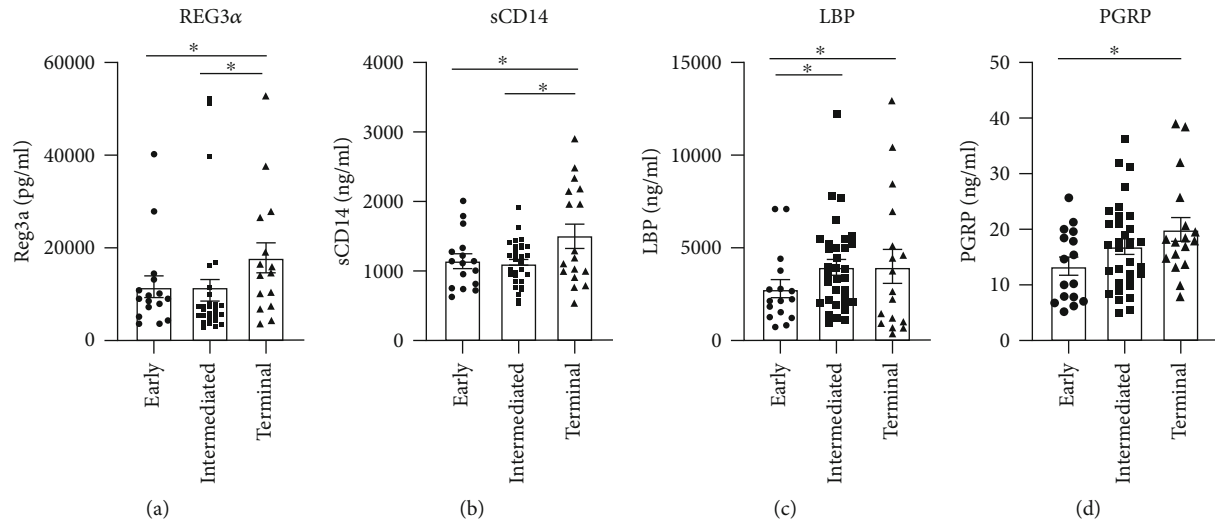 REG3α
*
*
60000
40000
20000
0
Reg3a (pg/ml)
Early
Intermediated
Terminal
(a)
sCD14
*
*
4000
3000
2000
1000
0
sCD14 (ng/ml)
Early
Intermediated
Terminal
(b)
LBP
*
*
15000
10000
5000
0
LBP (ng/ml)
Early
Intermediated
Terminal
(c)
PGRP
*
50
40
30
20
10
0
PGRP (ng/ml)
Early
Intermediated
Terminal
(d)